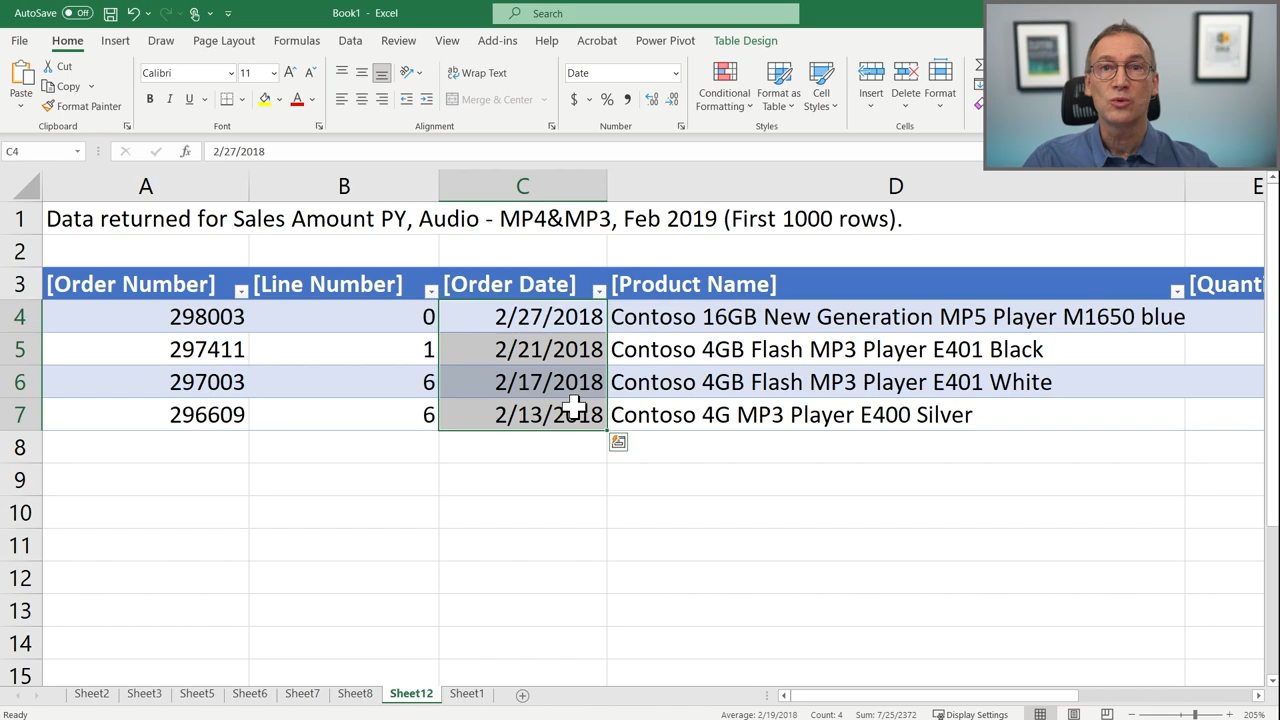 AutoSave Off Book1 - Excel Search
File Home Insert Draw Page Layout Formulas Data Review View Add-ins Help Acrobat Power Pivot Table Design
Paste Cut Copy Format Painter Clipboard
Calibri 11 B I U A Font
Wrap Text Merge & Center Alignment
Date $ % , Number
Conditional Formatting Format as Table Cell Styles Styles
Insert Delete Format Cells
C4 fx 2/27/2018
A B C D E
1 Data returned for Sales Amount PY, Audio - MP4&MP3, Feb 2019 (First 1000 rows).
2
3 [Order Number] [Line Number] [Order Date] [Product Name] [Quanti
4 298003 0 2/27/2018 Contoso 16GB New Generation MP5 Player M1650 blue
5 297411 1 2/21/2018 Contoso 4GB Flash MP3 Player E401 Black
6 297003 6 2/17/2018 Contoso 4GB Flash MP3 Player E401 White
7 296609 6 2/13/2018 Contoso 4G MP3 Player E400 Silver
8
9
10
11
12
13
14
15
Sheet2 Sheet3 Sheet5 Sheet6 Sheet7 Sheet8 Sheet12 Sheet1
Ready Average: 2/19/2018 Count: 4 Sum: 7/25/2372 Display Settings 205%